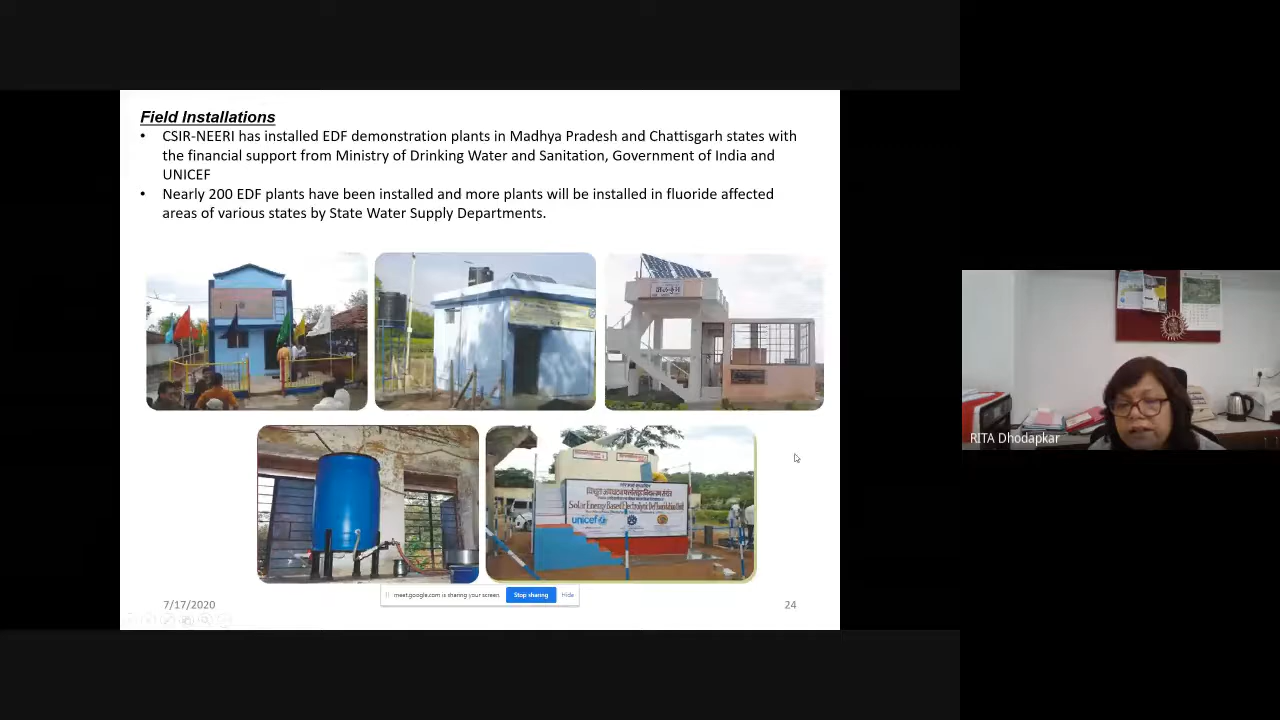 Field Installations
• CSIR-NEERI has installed EDF demonstration plants in Madhya Pradesh and Chattisgarh states with
the financial support from Ministry of Drinking Water and Sanitation, Government of India and
UNICEF
• Nearly 200 EDF plants have been installed and more plants will be installed in fluoride affected
areas of various states by State Water Supply Departments.
Solar Energy Based Electrolytic Defluoridation Plant
unicef
meet.google.com is sharing your screen.
Stop sharing
Hide
7/17/2020
24
RITA Dhodapkar